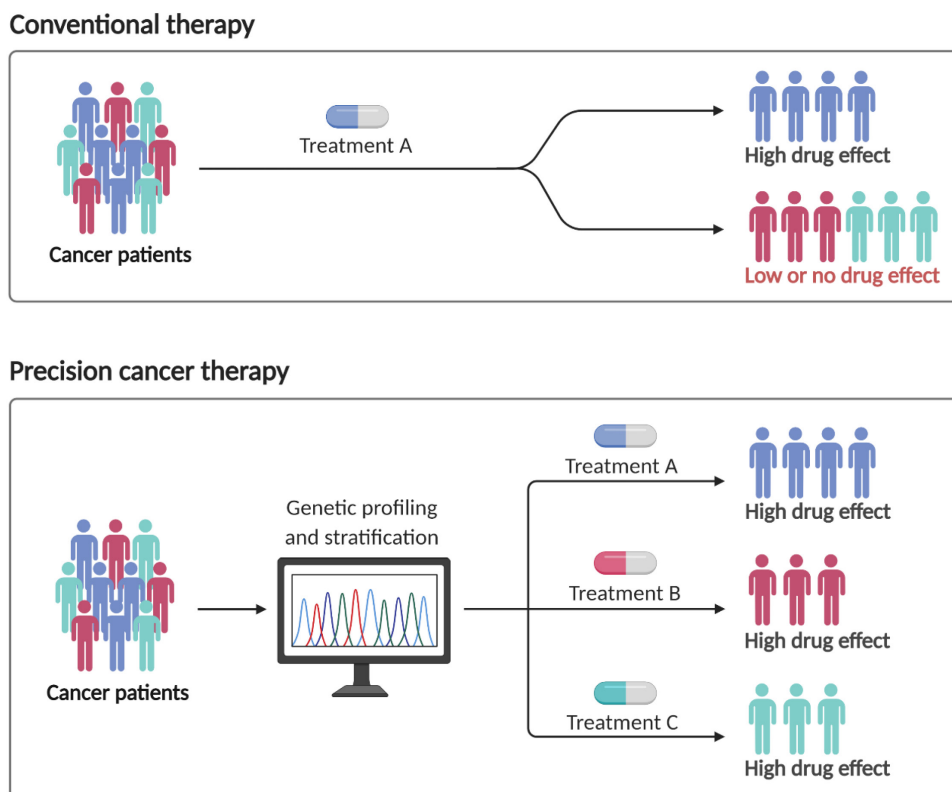 Conventional therapy
Treatment A
Cancer patients
High drug effect
Low or no drug effect
Precision cancer therapy
Genetic profiling
and stratification
Cancer patients
Treatment A
High drug effect
Treatment B
High drug effect
Treatment C
High drug effect